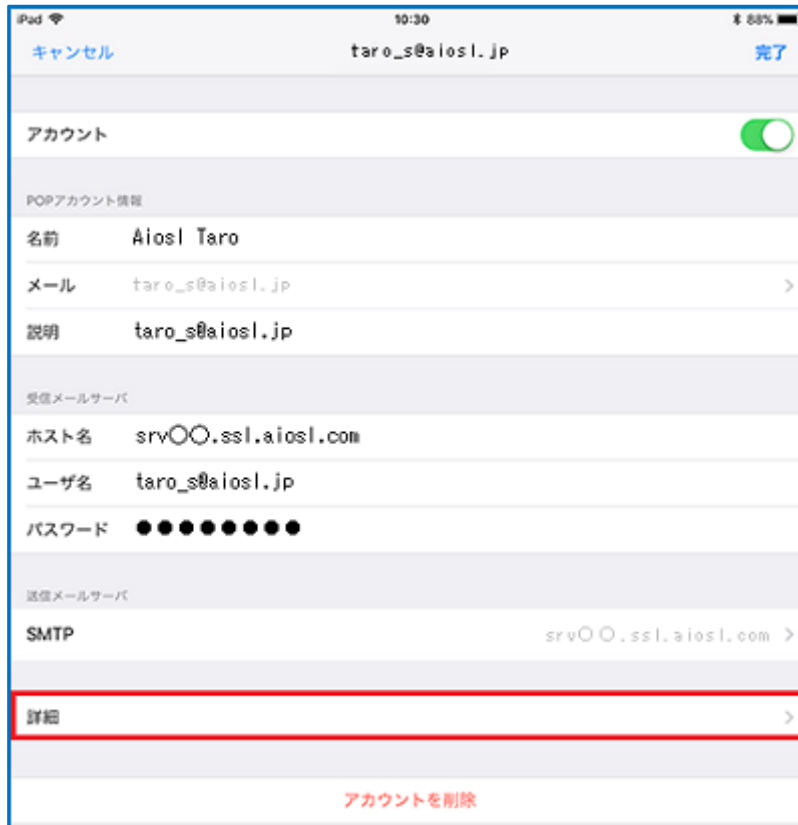 iPad 10:30 88%
キャンセル taro_s@aiosl.jp 完了
アカウント
POPアカウント情報
名前 Aiosl Taro
メール taro_s@aiosl.jp
説明 taro_s@aiosl.jp
受信メールサーバ
ホスト名 srv〇〇.ssl.aiosl.com
ユーザ名 taro_s@aiosl.jp
パスワード ●●●●●●●●
送信メールサーバ
SMTP srv〇〇.ssl.aiosl.com
詳細
アカウントを削除